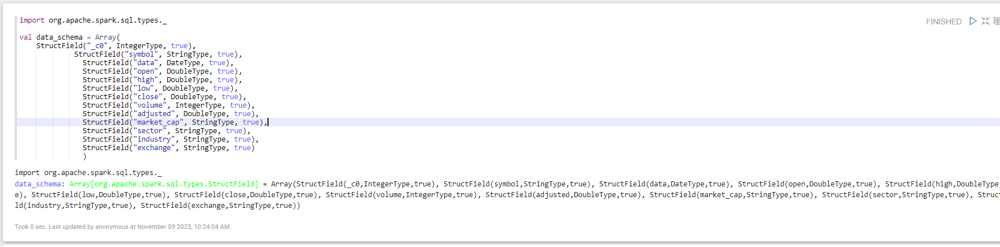 import org.apache.spark.sql.types._
FINISHED
val data_schema = Array(
StructField("_c0", IntegerType, true),
StructField("symbol", StringType, true),
StructField("data", DateType, true),
StructField("open", DoubleType, true),
StructField("high", DoubleType, true),
StructField("low", DoubleType, true),
StructField("close", DoubleType, true),
StructField("volume", IntegerType, true),
StructField("adjusted", DoubleType, true),
StructField("market_cap", StringType, true),
StructField("sector", StringType, true),
StructField("industry", StringType, true),
StructField("exchange", StringType, true)
)
import org.apache.spark.sql.types._
data_schema: Array[org.apache.spark.sql.types.StructField] = Array(StructField(_c0,IntegerType,true), StructField(symbol,StringType,true), StructField(data,DateType,true), StructField(open,DoubleType,true), StructField(high,DoubleType,
e), StructField(low,DoubleType,true), StructField(close,DoubleType,true), StructField(volume,IntegerType,true), StructField(adjusted,DoubleType,true), StructField(market_cap,StringType,true), StructField(sector,StringType,true), Struc
ld(industry,StringType,true), StructField(exchange,StringType,true))
Took 0 sec. Last updated by anonymous at November 09 2023, 10:24:04 AM.